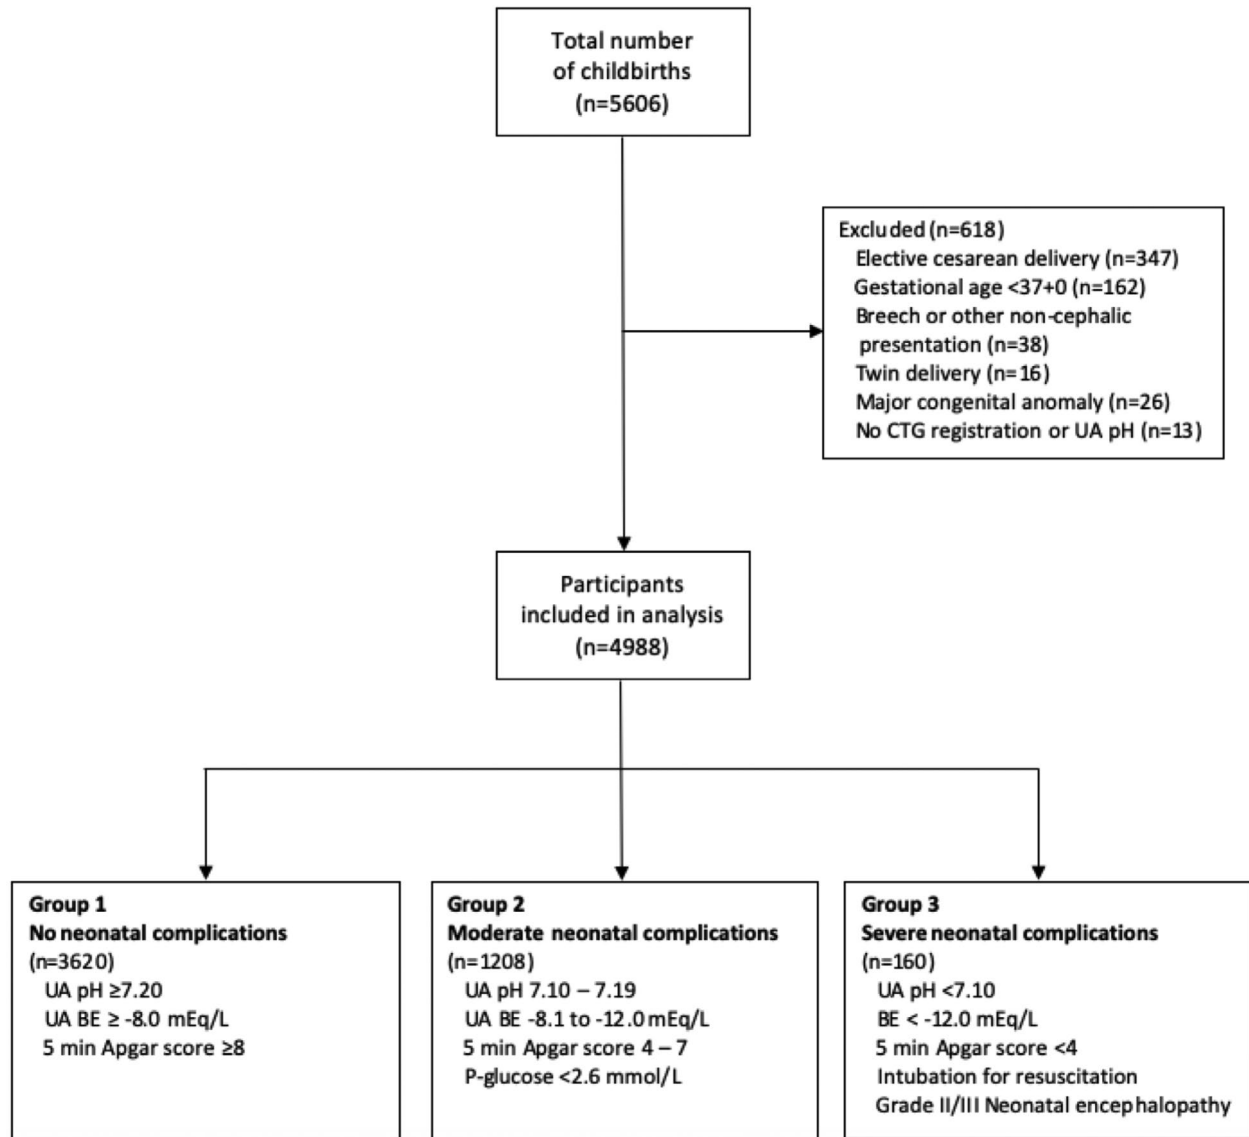 Total number
of childbirths
(n=5606)
Excluded (n=618)
Elective cesarean delivery (n=347)
Gestational age <37+0 (n=162)
Breech or other non-cephalic
presentation (n=38)
Twin delivery (n=16)
Major congenital anomaly (n=26)
No CTG registration or UA pH (n=13)
Participants
included in analysis
(n=4988)
Group 1
No neonatal complications
(n=3620)
UA pH ≥7.20
UA BE ≥ -8.0 mEq/L
5 min Apgar score ≥8
Group 2
Moderate neonatal complications
(n=1208)
UA pH 7.10 – 7.19
UA BE -8.1 to -12.0 mEq/L
5 min Apgar score 4 – 7
P-glucose <2.6 mmol/L
Group 3
Severe neonatal complications
(n=160)
UA pH <7.10
BE < -12.0 mEq/L
5 min Apgar score <4
Intubation for resuscitation
Grade II/III Neonatal encephalopathy